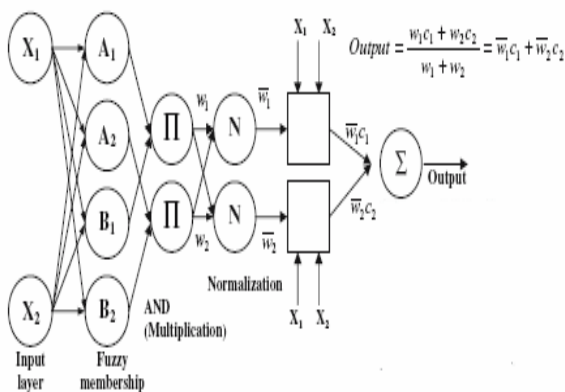 X₁
A₁
A₂
B₁
X₂
B₂
∏
∏
w₁
w₂
N
N
w̅₁
w̅₂
X₁ X₂
X₁ X₂
w̅₁c₁
w̅₂c₂
Σ
Output
Output = (w₁c₁ + w₂c₂) / (w₁ + w₂) = w̅₁c₁ + w̅₂c₂
Normalization
AND
(Multiplication)
Input
layer
Fuzzy
membership